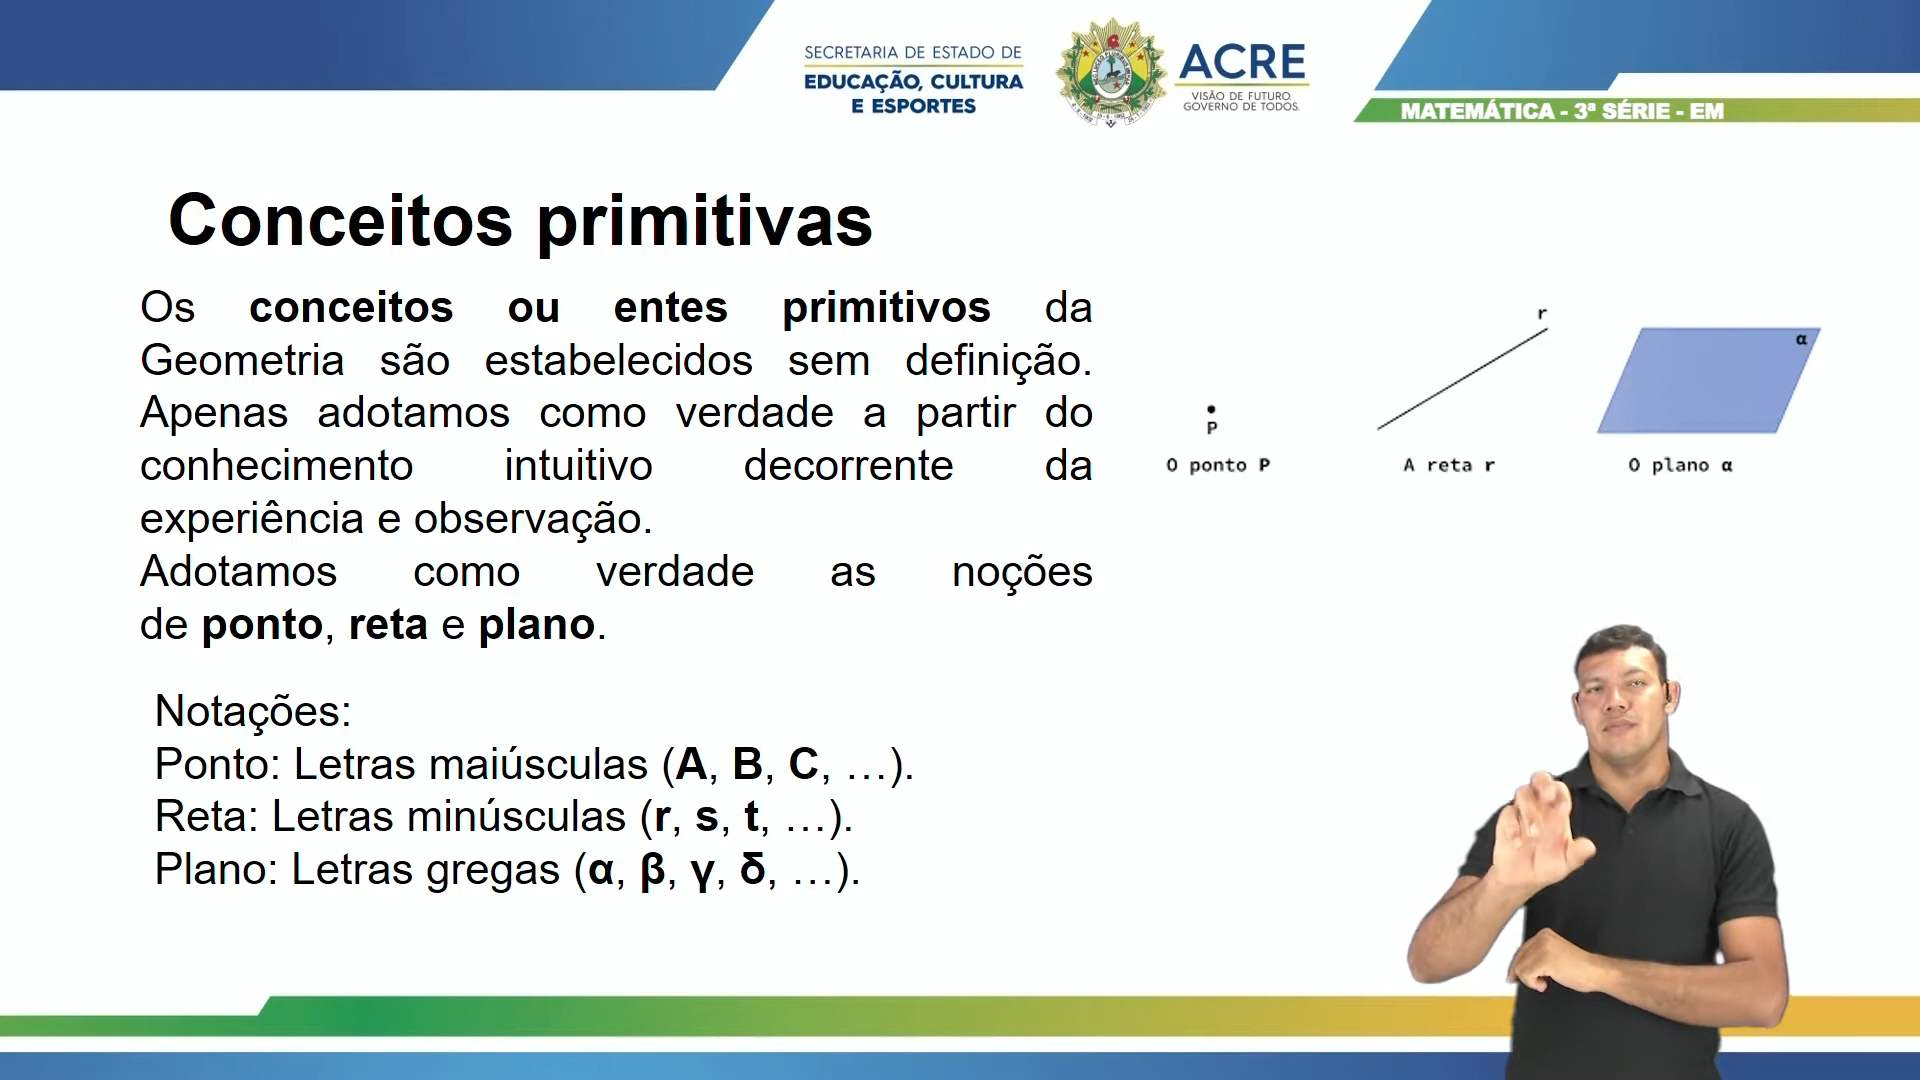 SECRETARIA DE ESTADO DE
EDUCAÇÃO, CULTURA
E ESPORTES
ACRE
VISÃO DE FUTURO.
GOVERNO DE TODOS.
MATEMÁTICA - 3ª SÉRIE - EM
Conceitos primitivas
Os conceitos ou entes primitivos da
Geometria são estabelecidos sem definição.
Apenas adotamos como verdade a partir do
conhecimento intuitivo decorrente da
experiência e observação.
Adotamos como verdade as noções
de ponto, reta e plano.
P
O ponto P
r
A reta r
α
O plano α
Notações:
Ponto: Letras maiúsculas (A, B, C, …).
Reta: Letras minúsculas (r, s, t, …).
Plano: Letras gregas (α, β, γ, δ, …).